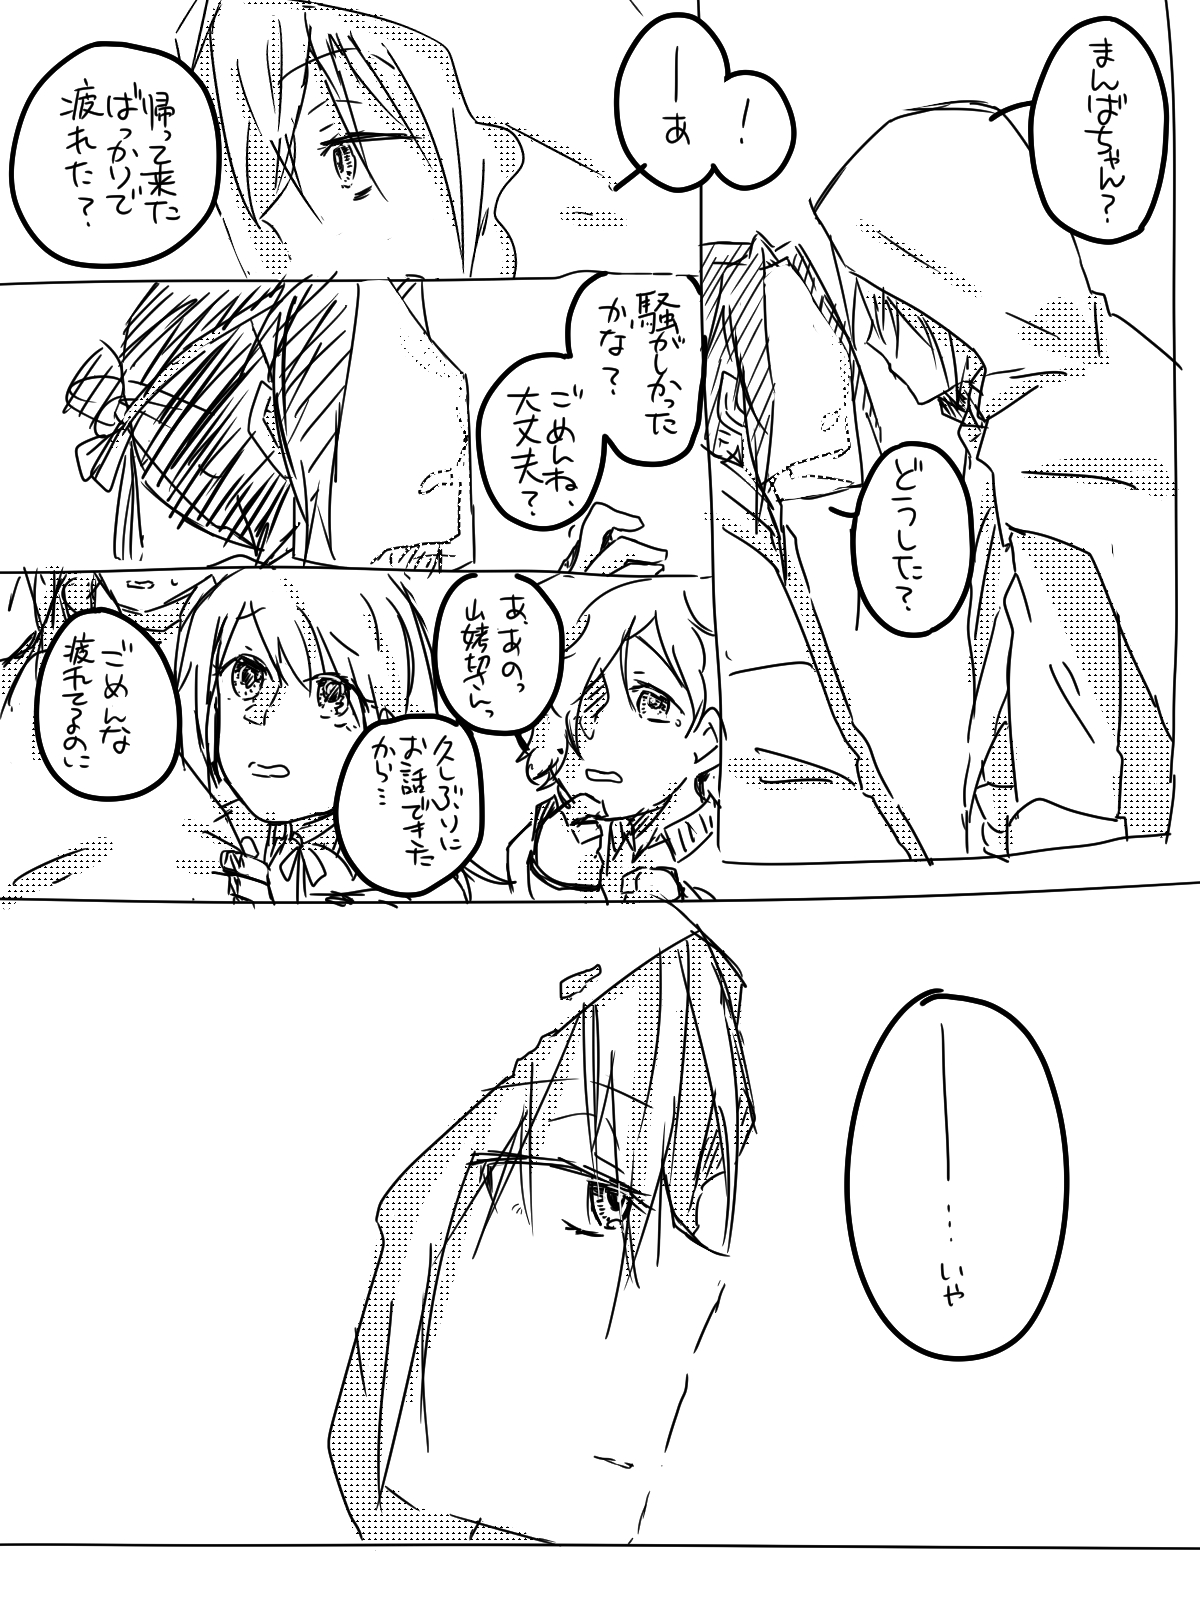 まんばちゃん?
どうした?
!
―あ
帰って来た
ばっかりで
疲れた?
騒がしかった
かな?
ごめんね、
大丈夫?
あ、あのっ
山姥切さんっ
久しぶりに
お話できた
から…
ごめんな
疲れてるのに
―……いや